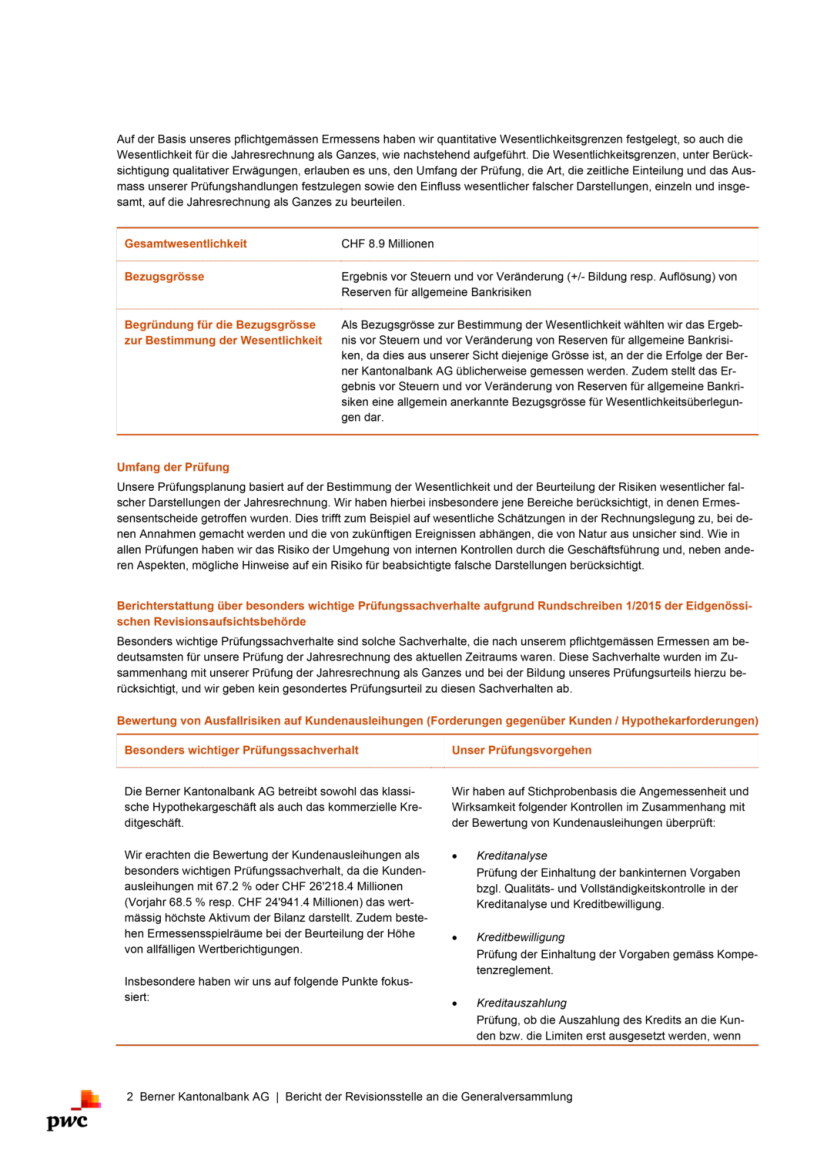 Auf der Basis unseres pflichtgemässen Ermessens haben wir quantitative Wesentlichkeitsgrenzen festgelegt, so auch die
Wesentlichkeit für die Jahresrechnung als Ganzes, wie nachstehend aufgeführt. Die Wesentlichkeitsgrenzen, unter Berück-
sichtigung qualitativer Erwägungen, erlauben es uns, den Umfang der Prüfung, die Art, die zeitliche Einteilung und das Aus-
mass unserer Prüfungshandlungen festzulegen sowie den Einfluss wesentlicher falscher Darstellungen, einzeln und insge-
samt, auf die Jahresrechnung als Ganzes zu beurteilen.
Gesamtwesentlichkeit
CHF 8.9 Millionen
Bezugsgrösse
Ergebnis vor Steuern und vor Veränderung (+/- Bildung resp. Auflösung) von
Reserven für allgemeine Bankrisiken
Begründung für die Bezugsgrösse
zur Bestimmung der Wesentlichkeit
Als Bezugsgrösse zur Bestimmung der Wesentlichkeit wählten wir das Ergeb-
nis vor Steuern und vor Veränderung von Reserven für allgemeine Bankrisi-
ken, da dies aus unserer Sicht diejenige Grösse ist, an der die Erfolge der Ber-
ner Kantonalbank AG üblicherweise gemessen werden. Zudem stellt das Er-
gebnis vor Steuern und vor Veränderung von Reserven für allgemeine Bankri-
siken eine allgemein anerkannte Bezugsgrösse für Wesentlichkeitsüberlegun-
gen dar.
Umfang der Prüfung
Unsere Prüfungsplanung basiert auf der Bestimmung der Wesentlichkeit und der Beurteilung der Risiken wesentlicher fal-
scher Darstellungen der Jahresrechnung. Wir haben hierbei insbesondere jene Bereiche berücksichtigt, in denen Ermes-
sensentscheide getroffen wurden. Dies trifft zum Beispiel auf wesentliche Schätzungen in der Rechnungslegung zu, bei de-
nen Annahmen gemacht werden und die von zukünftigen Ereignissen abhängen, die von Natur aus unsicher sind. Wie in
allen Prüfungen haben wir das Risiko der Umgehung von internen Kontrollen durch die Geschäftsführung und, neben ande-
ren Aspekten, mögliche Hinweise auf ein Risiko für beabsichtigte falsche Darstellungen berücksichtigt.
Berichterstattung über besonders wichtige Prüfungssachverhalte aufgrund Rundschreiben 1/2015 der Eidgenössi-
schen Revisionsaufsichtsbehörde
Besonders wichtige Prüfungssachverhalte sind solche Sachverhalte, die nach unserem pflichtgemässen Ermessen am be-
deutsamsten für unsere Prüfung der Jahresrechnung des aktuellen Zeitraums waren. Diese Sachverhalte wurden im Zu-
sammenhang mit unserer Prüfung der Jahresrechnung als Ganzes und bei der Bildung unseres Prüfungsurteils hierzu be-
rücksichtigt, und wir geben kein gesondertes Prüfungsurteil zu diesen Sachverhalten ab.
Bewertung von Ausfallrisiken auf Kundenausleihungen (Forderungen gegenüber Kunden / Hypothekarforderungen)
Besonders wichtiger Prüfungssachverhalt
Die Berner Kantonalbank AG betreibt sowohl das klassi-
sche Hypothekargeschäft als auch das kommerzielle Kre-
ditgeschäft.
Wir erachten die Bewertung der Kundenausleihungen als
besonders wichtigen Prüfungssachverhalt, da die Kunden-
ausleihungen mit 67.2 % oder CHF 26'218.4 Millionen
(Vorjahr 68.5 % resp. CHF 24'941.4 Millionen) das wert-
mässig höchste Aktivum der Bilanz darstellt. Zudem beste-
hen Ermessensspielräume bei der Beurteilung der Höhe
von allfälligen Wertberichtigungen.
Insbesondere haben wir uns auf folgende Punkte fokus-
siert:
Unser Prüfungsvorgehen
Wir haben auf Stichprobenbasis die Angemessenheit und
Wirksamkeit folgender Kontrollen im Zusammenhang mit
der Bewertung von Kundenausleihungen überprüft:
• Kreditanalyse
Prüfung der Einhaltung der bankinternen Vorgaben
bzgl. Qualitäts- und Vollständigkeitskontrolle in der
Kreditanalyse und Kreditbewilligung.
• Kreditbewilligung
Prüfung der Einhaltung der Vorgaben gemäss Kompe-
tenzreglement.
• Kreditauszahlung
Prüfung, ob die Auszahlung des Kredits an die Kun-
den bzw. die Limiten erst ausgesetzt werden, wenn
pwc
2 Berner Kantonalbank AG | Bericht der Revisionsstelle an die Generalversammlung